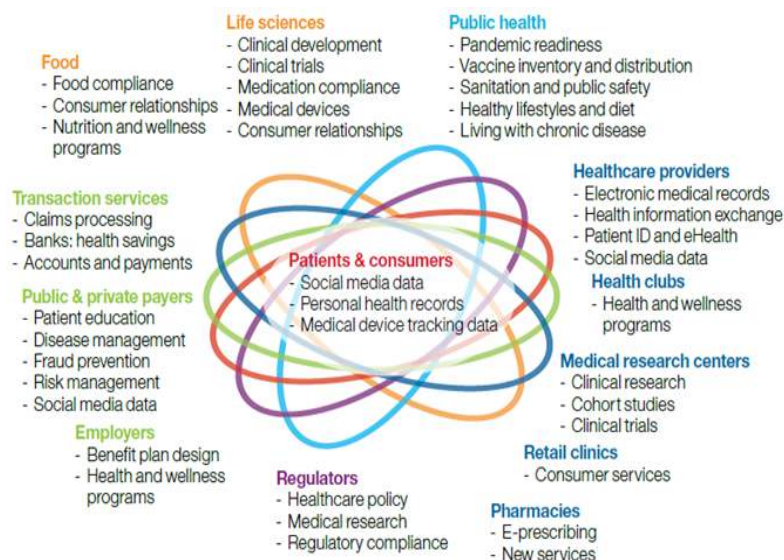 Life sciences
- Clinical development
- Clinical trials
- Medication compliance
- Medical devices
- Consumer relationships
Public health
- Pandemic readiness
- Vaccine inventory and distribution
- Sanitation and public safety
- Healthy lifestyles and diet
- Living with chronic disease
Food
- Food compliance
- Consumer relationships
- Nutrition and wellness
programs
Transaction services
- Claims processing
- Banks: health savings
- Accounts and payments
Public & private payers
- Patient education
- Disease management
- Fraud prevention
- Risk management
- Social media data
Employers
- Benefit plan design
- Health and wellness
programs
Patients & consumers
- Social media data
- Personal health records
- Medical device tracking data
Healthcare providers
- Electronic medical records
- Health information exchange
- Patient ID and eHealth
- Social media data
Health clubs
- Health and wellness
programs
Medical research centers
- Clinical research
- Cohort studies
- Clinical trials
Retail clinics
- Consumer services
Regulators
- Healthcare policy
- Medical research
- Regulatory compliance
Pharmacies
- E-prescribing
- New services